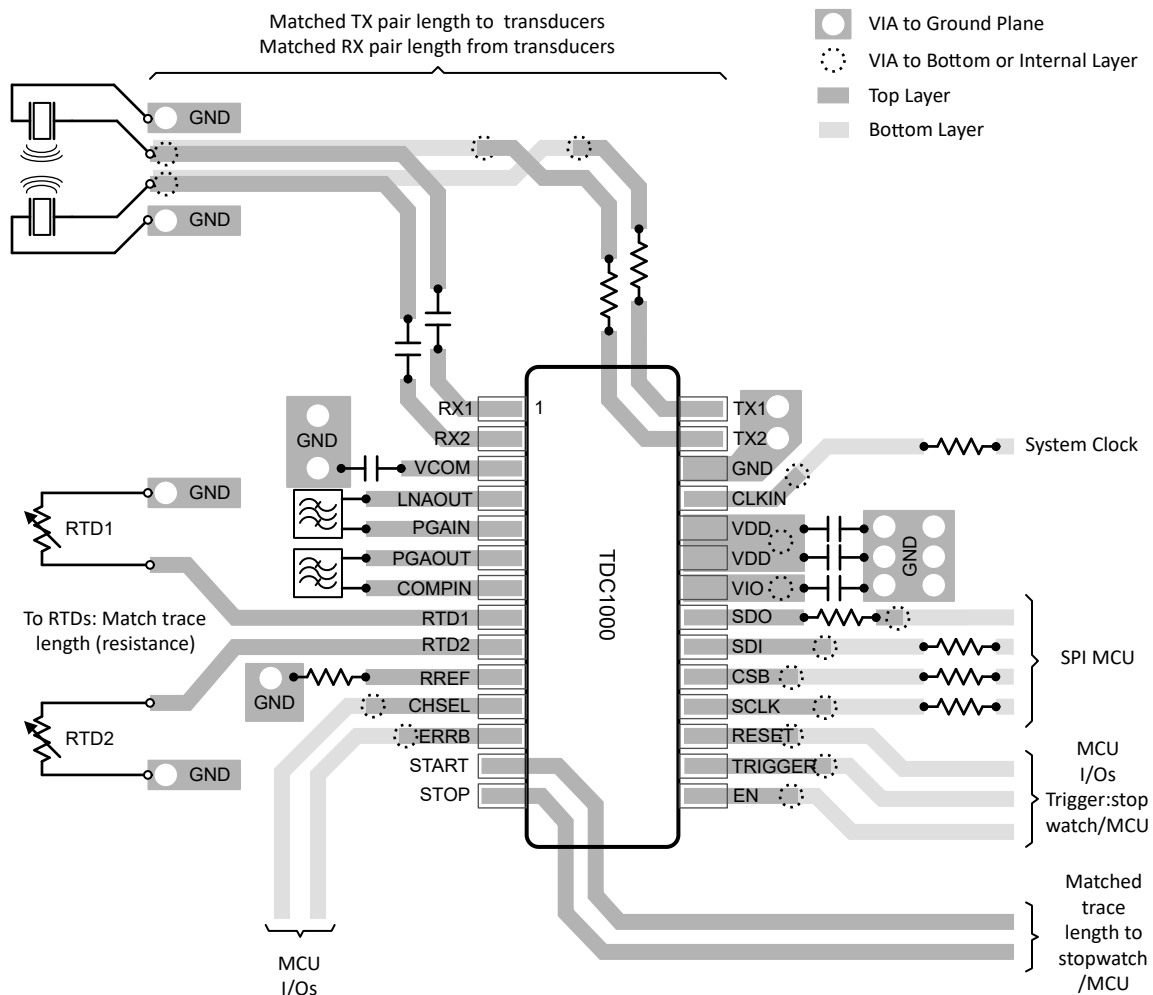 Matched TX pair length to transducers
Matched RX pair length from transducers
VIA to Ground Plane
VIA to Bottom or Internal Layer
Top Layer
Bottom Layer
GND
GND
RX1
RX2
VCOM
LNAOUT
PGAIN
PGAOUT
COMPIN
RTD1
RTD2
RREF
CHSEL
ERRB
START
STOP
1
TDC1000
TX1
TX2
GND
CLKIN
VDD
VDD
VIO
SDO
SDI
CSB
SCLK
RESET
TRIGGER
EN
GND
GND
RTD1
To RTDs: Match trace
length (resistance)
GND
RTD2
GND
MCU
I/Os
System Clock
GND
SPI MCU
MCU
I/Os
Trigger:stop
watch/MCU
Matched
trace
length to
stopwatch
/MCU